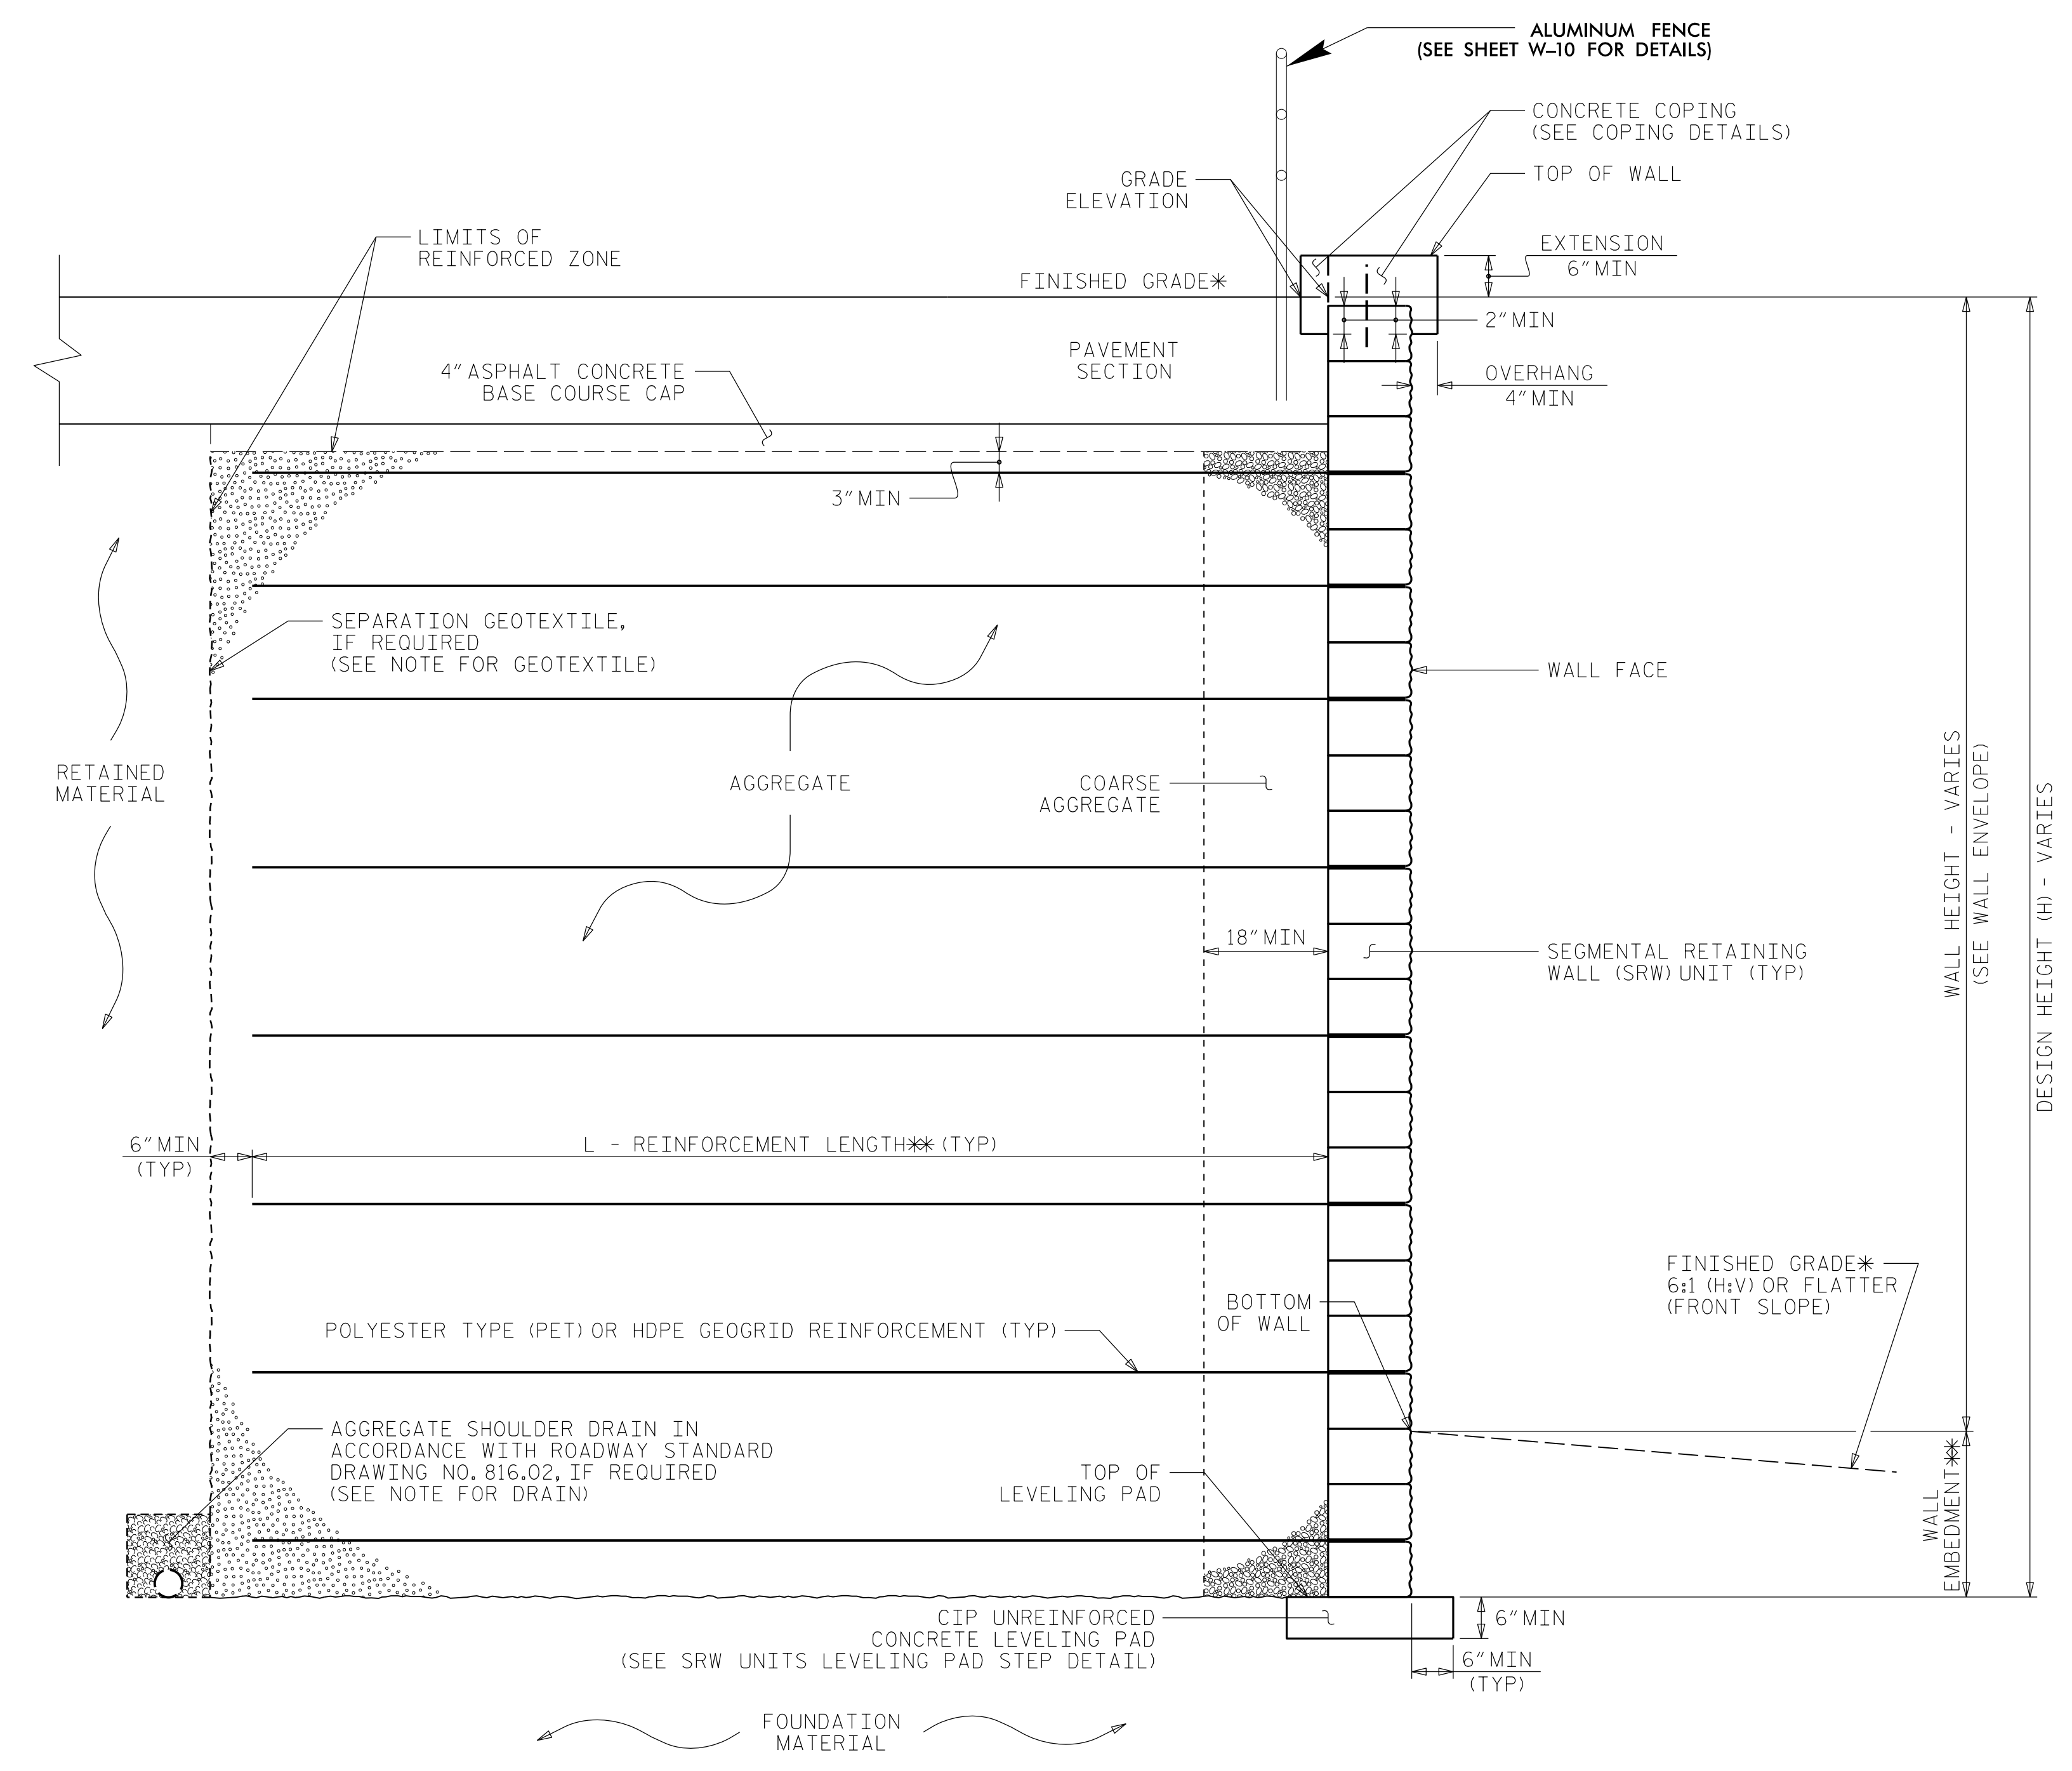 ALUMINUM FENCE
(SEE SHEET W-10 FOR DETAILS)
CONCRETE COPING
(SEE COPING DETAILS)
TOP OF WALL
GRADE
ELEVATION
LIMITS OF
REINFORCED ZONE
EXTENSION
6" MIN
FINISHED GRADE*
2" MIN
PAVEMENT
SECTION
4" ASPHALT CONCRETE
BASE COURSE CAP
OVERHANG
4" MIN
3" MIN
SEPARATION GEOTEXTILE,
IF REQUIRED
(SEE NOTE FOR GEOTEXTILE)
WALL FACE
RETAINED
MATERIAL
AGGREGATE
COARSE
AGGREGATE
WALL HEIGHT - VARIES
(SEE WALL ENVELOPE)
DESIGN HEIGHT (H) - VARIES
18" MIN
SEGMENTAL RETAINING
WALL (SRW) UNIT (TYP)
6" MIN
(TYP)
L - REINFORCEMENT LENGTH** (TYP)
FINISHED GRADE*
6:1 (H:V) OR FLATTER
(FRONT SLOPE)
BOTTOM
OF WALL
POLYESTER TYPE (PET) OR HDPE GEOGRID REINFORCEMENT (TYP)
AGGREGATE SHOULDER DRAIN IN
ACCORDANCE WITH ROADWAY STANDARD
DRAWING NO. 816.02, IF REQUIRED
(SEE NOTE FOR DRAIN)
TOP OF
LEVELING PAD
WALL
EMBEDMENT**
CIP UNREINFORCED
CONCRETE LEVELING PAD
(SEE SRW UNITS LEVELING PAD STEP DETAIL)
6" MIN
6" MIN
(TYP)
FOUNDATION
MATERIAL